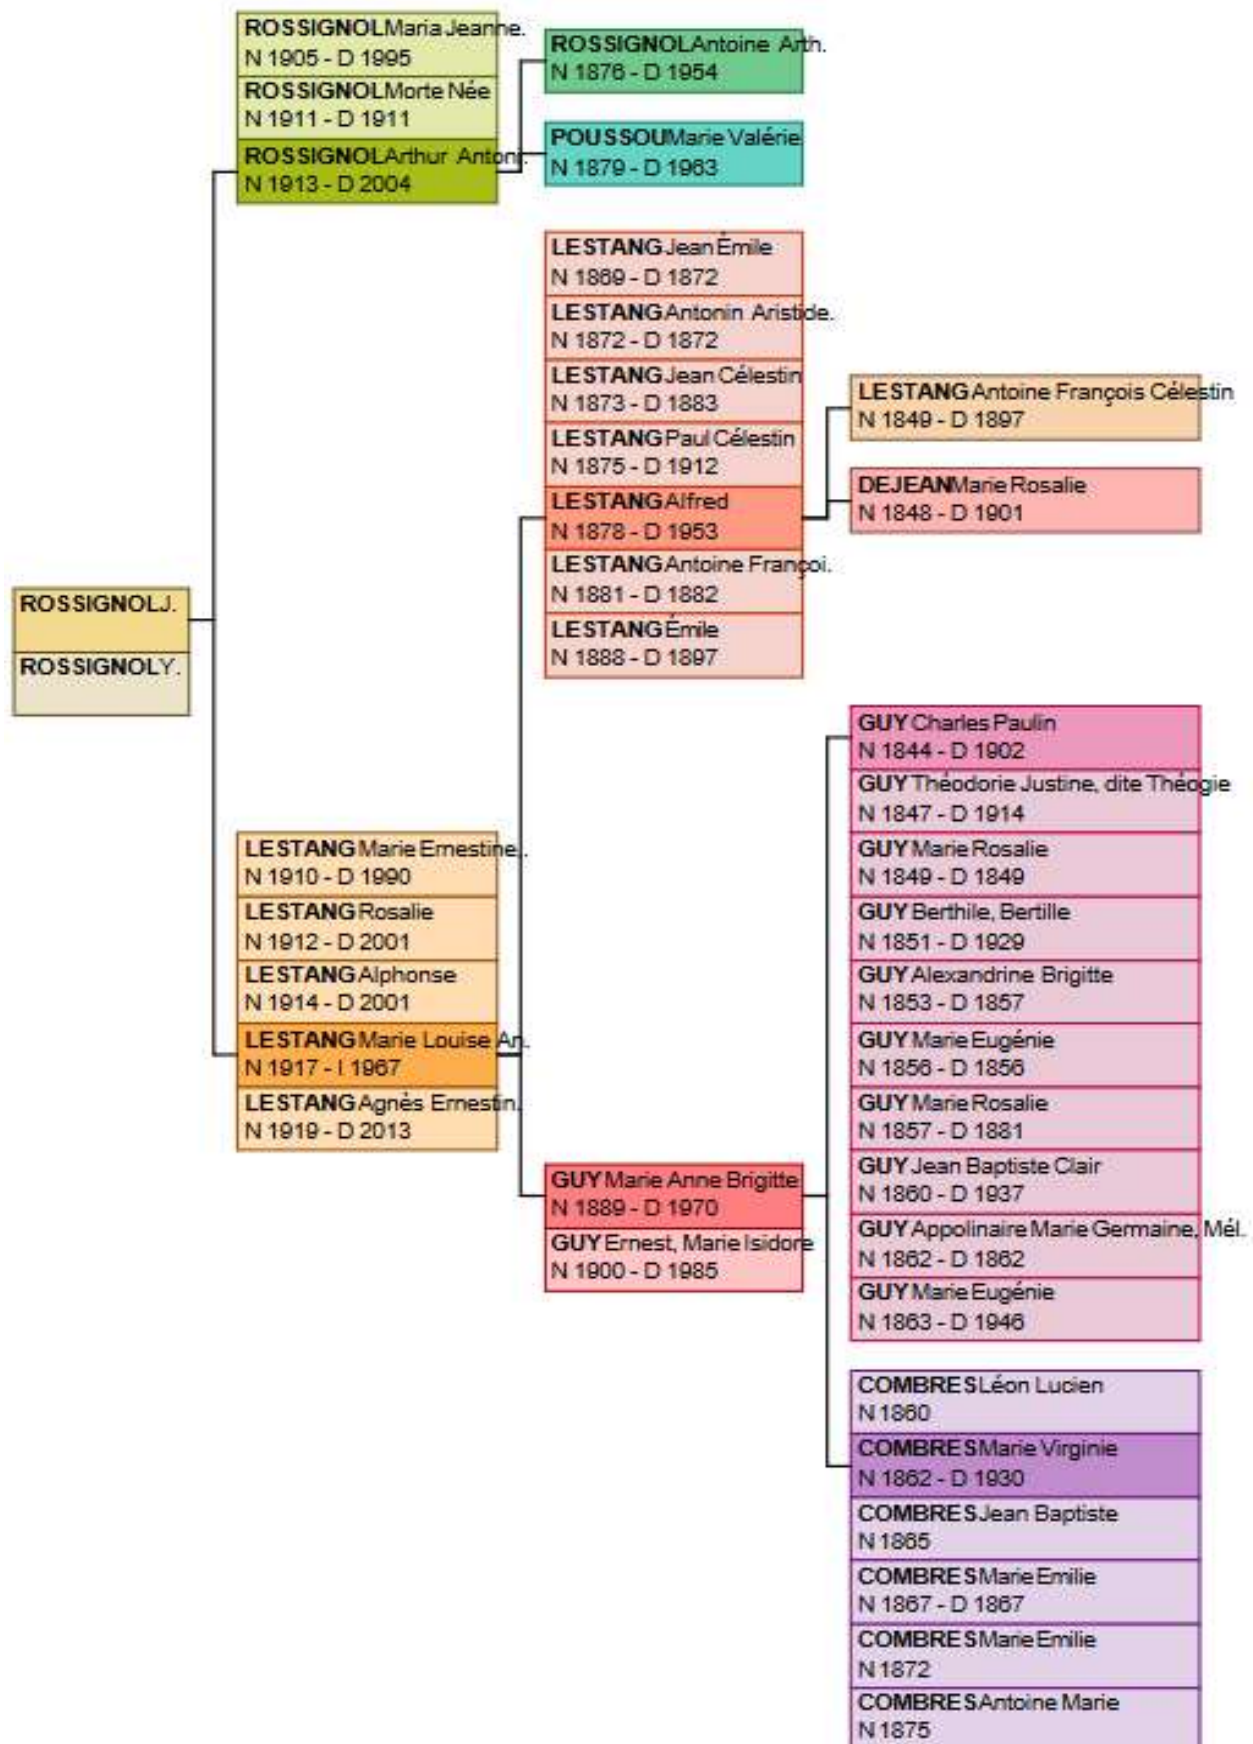 ROSSIGNOL Maria Jeanne.
N 1905 - D 1995
ROSSIGNOL Morte Née
N 1911 - D 1911
ROSSIGNOL Arthur Anton.
N 1913 - D 2004
ROSSIGNOL Antoine Arth.
N 1876 - D 1954
POUSSOU Marie Valérie.
N 1879 - D 1963
LESTANG Jean Émile
N 1869 - D 1872
LESTANG Antonin Aristide.
N 1872 - D 1872
LESTANG Jean Célestin
N 1873 - D 1883
LESTANG Paul Célestin
N 1875 - D 1912
LESTANG Alfred
N 1878 - D 1953
LESTANG Antoine Françoi.
N 1881 - D 1882
LESTANG Émile
N 1888 - D 1897
LESTANG Antoine François Célestin
N 1849 - D 1897
DEJEAN Marie Rosalie
N 1848 - D 1901
ROSSIGNOL J.
ROSSIGNOL Y.
LESTANG Marie Ernestine,.
N 1910 - D 1990
LESTANG Rosalie
N 1912 - D 2001
LESTANG Alphonse
N 1914 - D 2001
LESTANG Marie Louise An.
N 1917 - I 1967
LESTANG Agnès Ernestin.
N 1919 - D 2013
GUY Marie Anne Brigitte
N 1889 - D 1970
GUY Ernest, Marie Isidore
N 1900 - D 1985
GUY Charles Paulin
N 1844 - D 1902
GUY Théodorie Justine, dite Théogie
N 1847 - D 1914
GUY Marie Rosalie
N 1849 - D 1849
GUY Berthile, Bertille
N 1851 - D 1929
GUY Alexandrine Brigitte
N 1853 - D 1857
GUY Marie Eugénie
N 1856 - D 1856
GUY Marie Rosalie
N 1857 - D 1881
GUY Jean Baptiste Clair
N 1860 - D 1937
GUY Appolinaire Marie Germaine, Mél.
N 1862 - D 1862
GUY Marie Eugénie
N 1863 - D 1946
COMBRES Léon Lucien
N 1860
COMBRES Marie Virginie
N 1862 - D 1930
COMBRES Jean Baptiste
N 1865
COMBRES Marie Emilie
N 1867 - D 1867
COMBRES Marie Emilie
N 1872
COMBRES Antoine Marie
N 1875